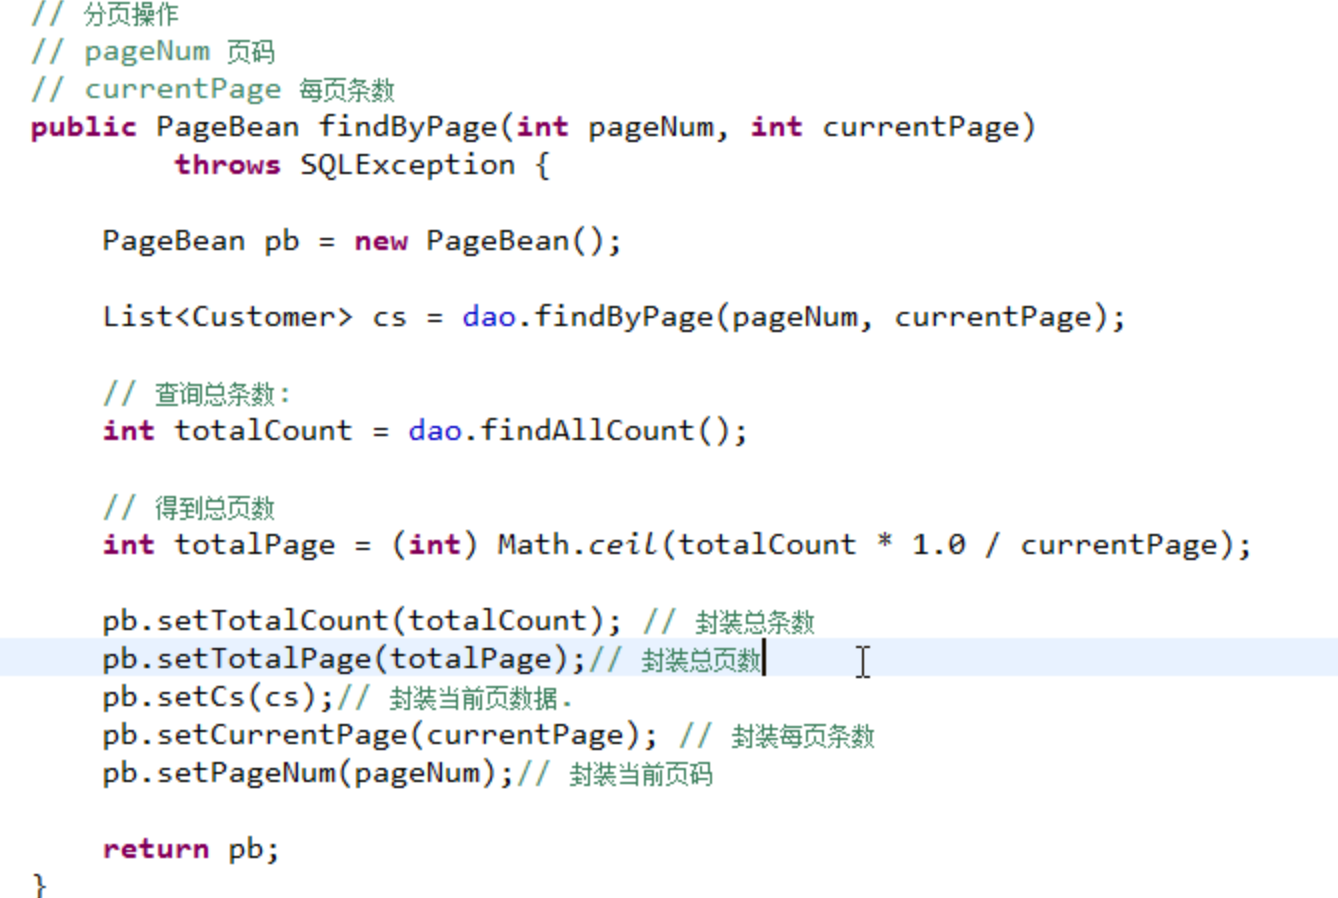 // 分页操作
// pageNum 页码
// currentPage 每页条数
public PageBean findByPage(int pageNum, int currentPage)
        throws SQLException {
    PageBean pb = new PageBean();
    List<Customer> cs = dao.findByPage(pageNum, currentPage);
    // 查询总条数:
    int totalCount = dao.findAllCount();
    // 得到总页数
    int totalPage = (int) Math.ceil(totalCount * 1.0 / currentPage);
    pb.setTotalCount(totalCount); // 封装总条数
    pb.setTotalPage(totalPage);// 封装总页数
    pb.setCs(cs);// 封装当前页数据.
    pb.setCurrentPage(currentPage); // 封装每页条数
    pb.setPageNum(pageNum);// 封装当前页码
    return pb;
}